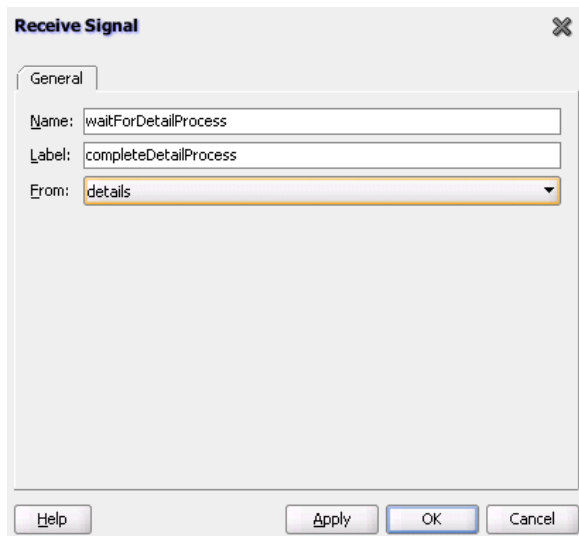 Receive Signal
General
Name: waitForDetailProcess
Label: completeDetailProcess
From: details
Help Apply OK Cancel